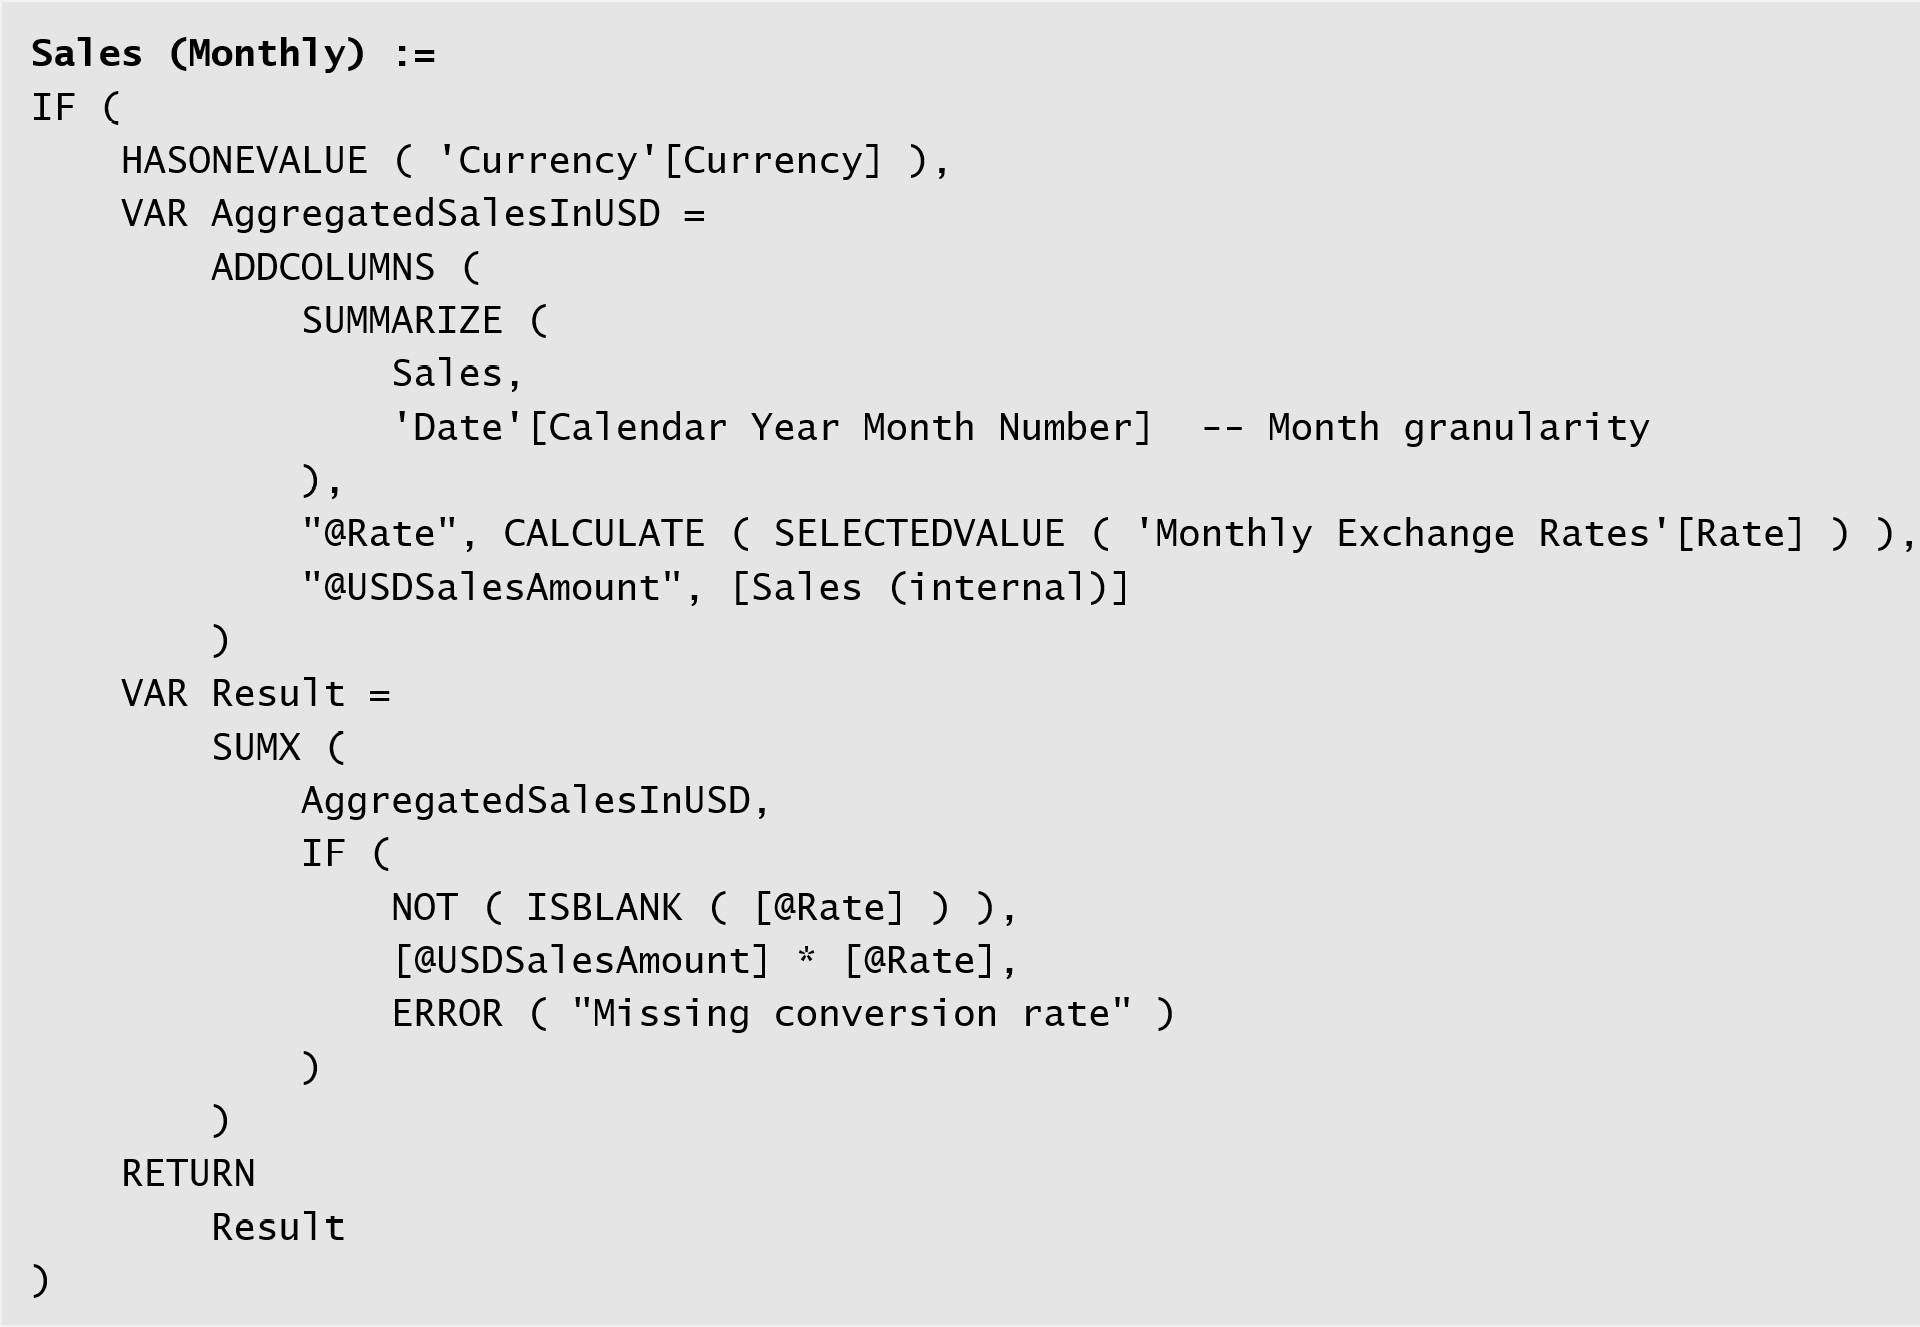 Sales (Monthly) :=
IF (
    HASONEVALUE ( 'Currency'[Currency] ),
    VAR AggregatedSalesInUSD =
        ADDCOLUMNS (
            SUMMARIZE (
                Sales,
                'Date'[Calendar Year Month Number]  -- Month granularity
            ),
            "@Rate", CALCULATE ( SELECTEDVALUE ( 'Monthly Exchange Rates'[Rate] ) ),
            "@USDSalesAmount", [Sales (internal)]
        )
    VAR Result =
        SUMX (
            AggregatedSalesInUSD,
            IF (
                NOT ( ISBLANK ( [@Rate] ) ),
                [@USDSalesAmount] * [@Rate],
                ERROR ( "Missing conversion rate" )
            )
        )
    RETURN
        Result
)